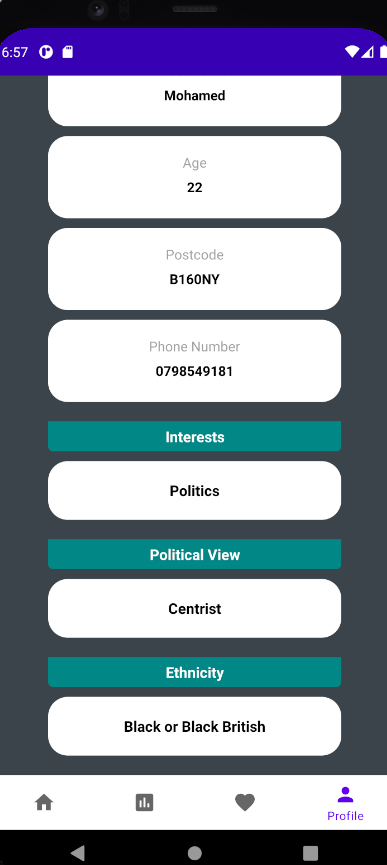 6:57
Mohamed
Age
22
Postcode
B160NY
Phone Number
0798549181
Interests
Politics
Political View
Centrist
Ethnicity
Black or Black British
Profile